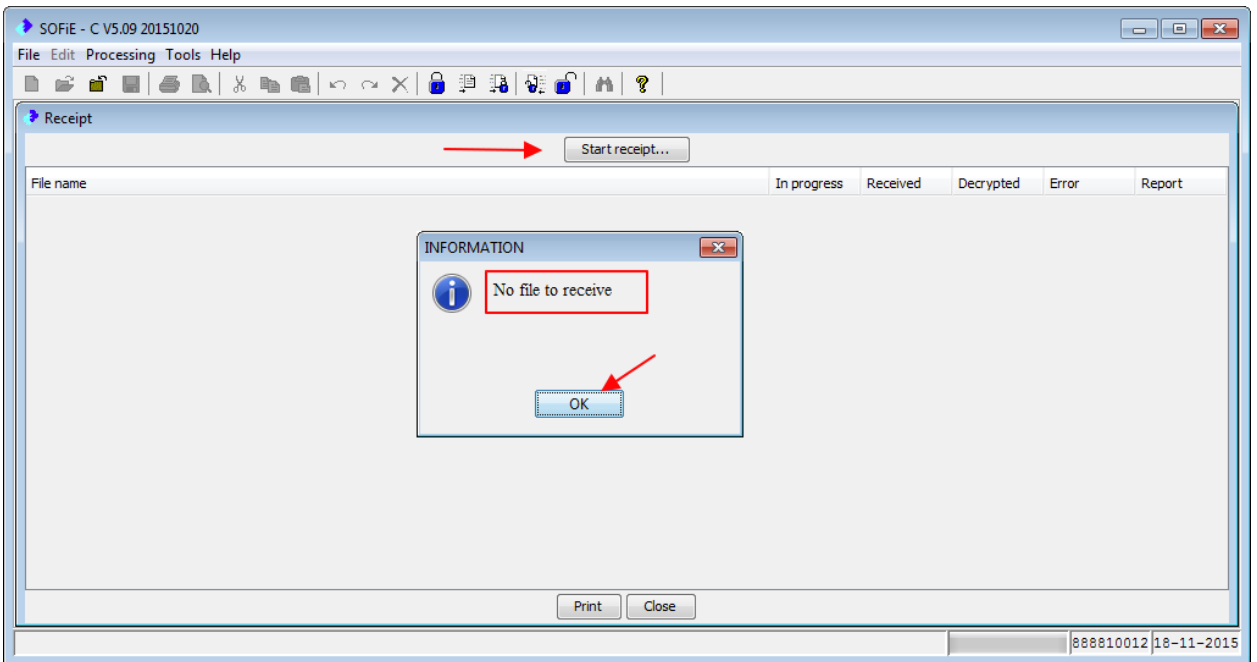 SOFiE - C V5.09 20151020
File Edit Processing Tools Help
Receipt
Start receipt...
File name In progress Received Decrypted Error Report
INFORMATION
No file to receive
OK
Print Close
888810012 18-11-2015